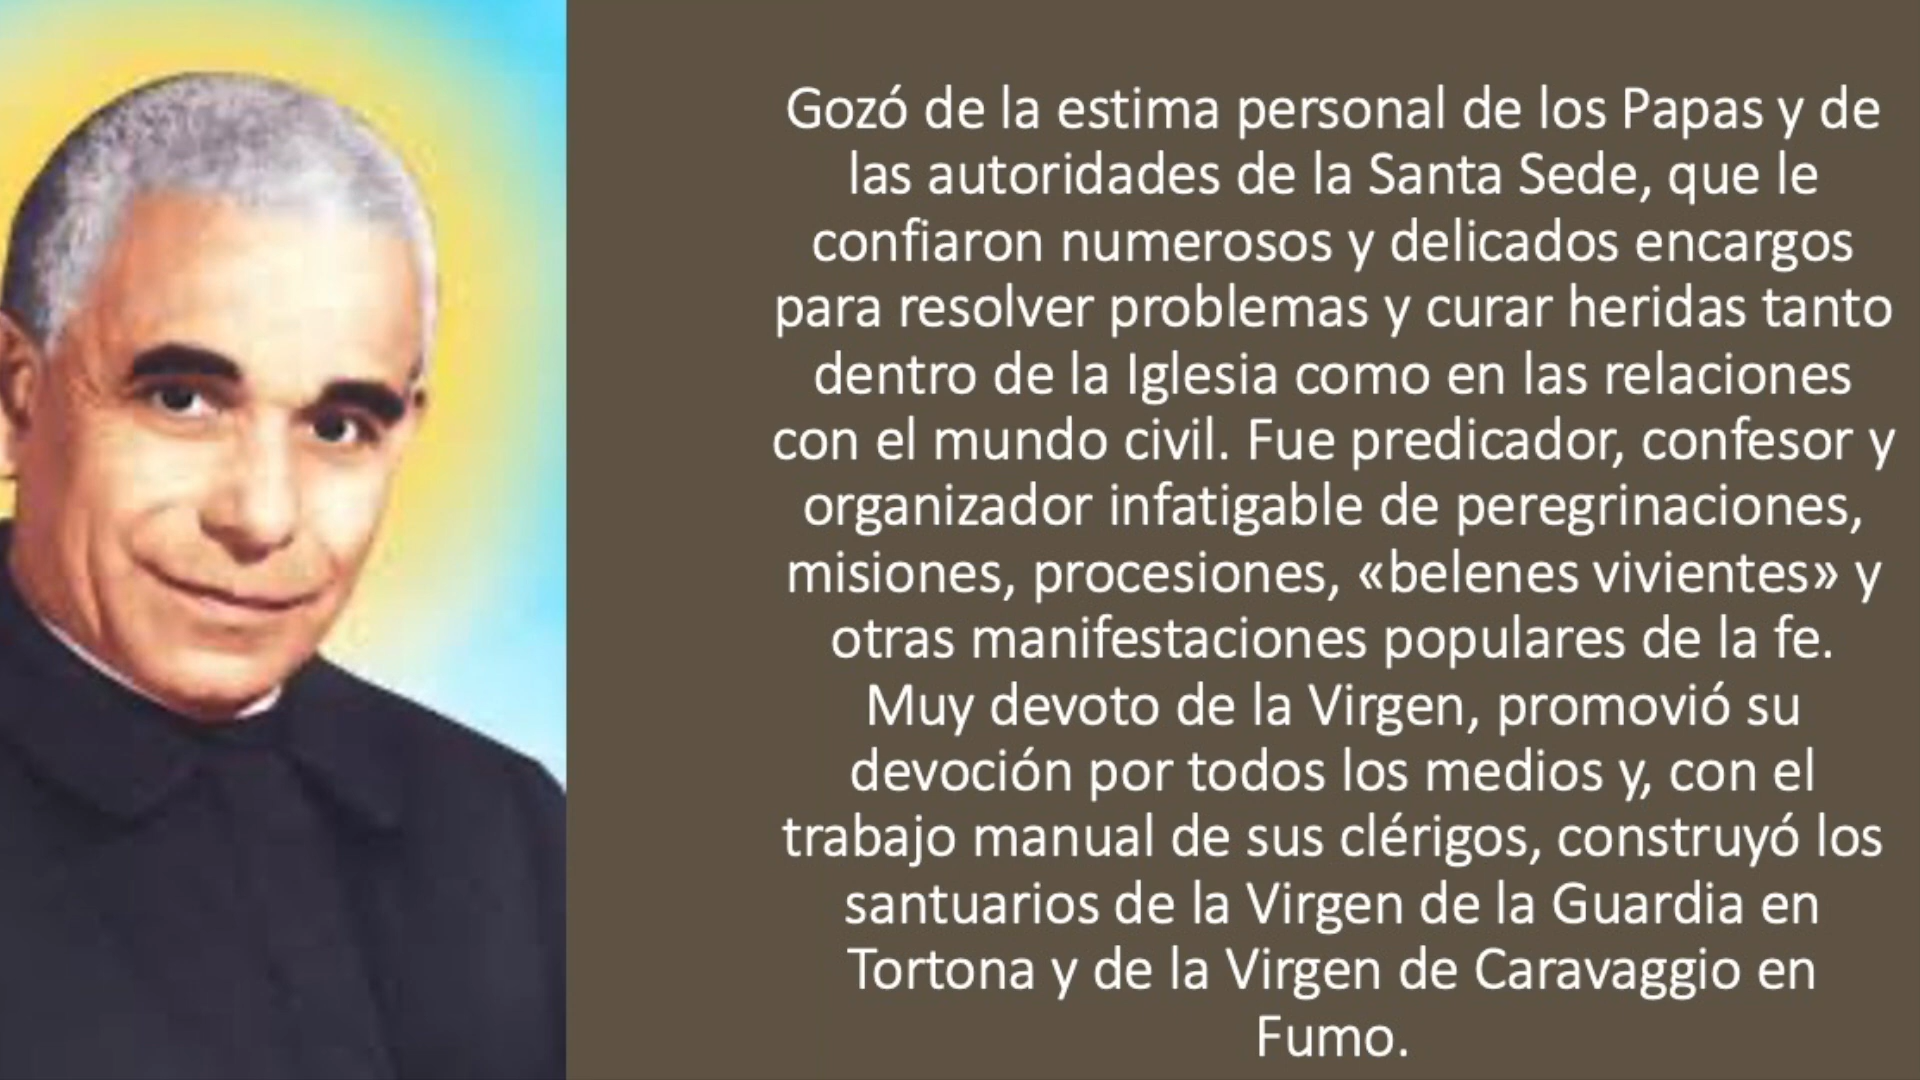 Gozó de la estima personal de los Papas y de
las autoridades de la Santa Sede, que le
confiaron numerosos y delicados encargos
para resolver problemas y curar heridas tanto
dentro de la Iglesia como en las relaciones
con el mundo civil. Fue predicador, confesor y
organizador infatigable de peregrinaciones,
misiones, procesiones, «belenes vivientes» y
otras manifestaciones populares de la fe.
Muy devoto de la Virgen, promovió su
devoción por todos los medios y, con el
trabajo manual de sus clérigos, construyó los
santuarios de la Virgen de la Guardia en
Tortona y de la Virgen de Caravaggio en
Fumo.